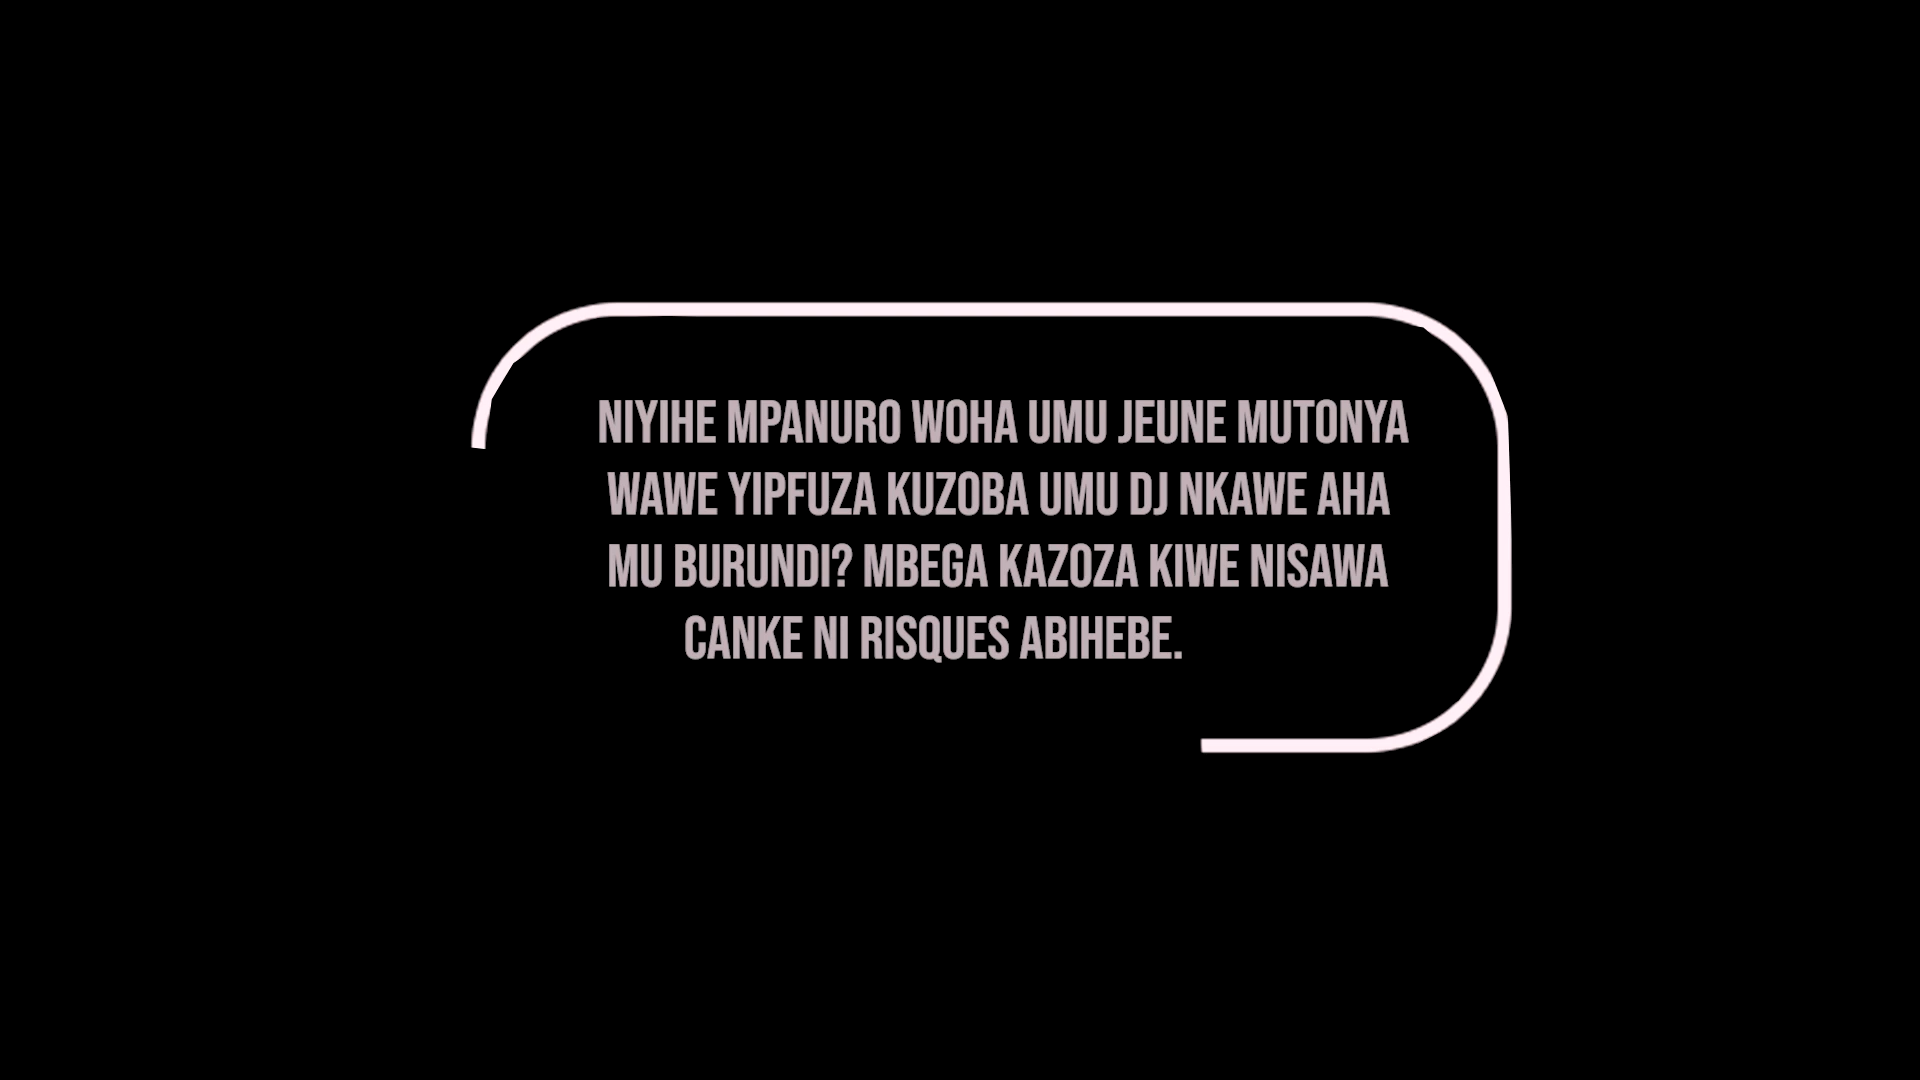 NIYIHE MPANURO WOHA UMU JEUNE MUTONYA
WAWE YIPFUZA KUZOBA UMU DJ NKAWE AHA
MU BURUNDI? MBEGA KAZOZA KIWE NISAWA
CANKE NI RISQUES ABIHEBE.